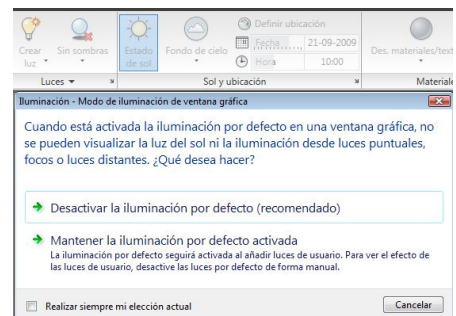 Crear luz
Sin sombras
Estado de sol
Fondo de cielo
Definir ubicación
Fecha 21-09-2009
Hora 10:00
Des. materiales/text
Luces
Sol y ubicación
Materiale
Iluminación - Modo de iluminación de ventana gráfica
Cuando está activada la iluminación por defecto en una ventana gráfica, no
se pueden visualizar la luz del sol ni la iluminación desde luces puntuales,
focos o luces distantes. ¿Qué desea hacer?
Desactivar la iluminación por defecto (recomendado)
Mantener la iluminación por defecto activada
La iluminación por defecto seguirá activada al añadir luces de usuario. Para ver el efecto de
las luces de usuario, desactive las luces por defecto de forma manual.
Realizar siempre mi elección actual
Cancelar